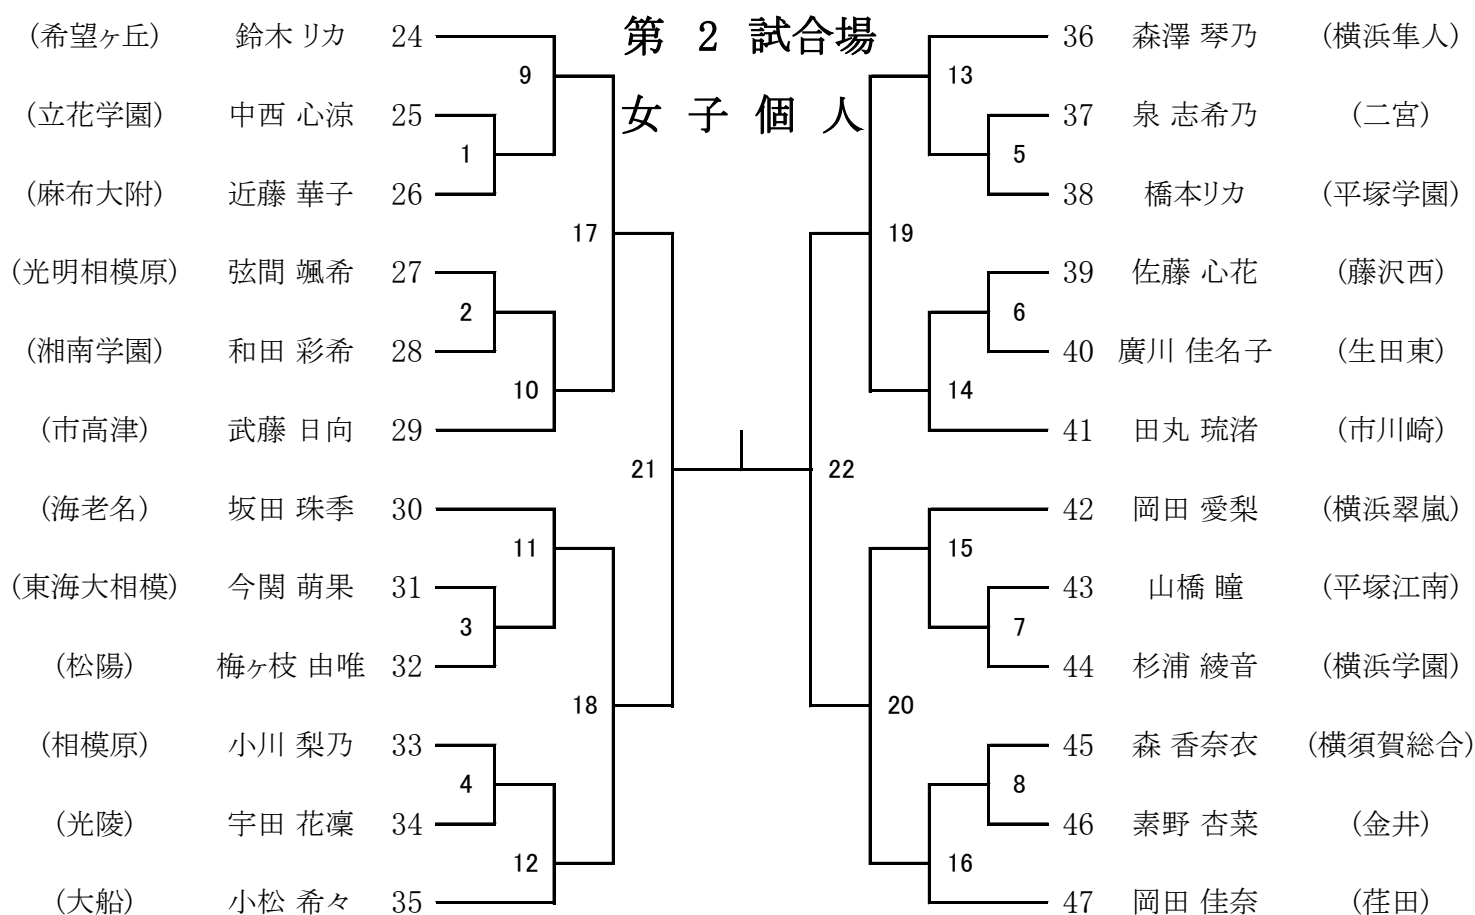 第 2 試合場
女 子 個 人
(希望ヶ丘) 鈴木 リカ 24
9
(立花学園) 中西 心涼 25
1
(麻布大附) 近藤 華子 26
17
(光明相模原) 弦間 颯希 27
2
(湘南学園) 和田 彩希 28
10
(市高津) 武藤 日向 29
21
(海老名) 坂田 珠季 30
11
(東海大相模) 今関 萌果 31
3
(松陽) 梅ヶ枝 由唯 32
18
(相模原) 小川 梨乃 33
4
(光陵) 宇田 花凜 34
12
(大船) 小松 希々 35
36 森澤 琴乃 (横浜隼人)
13
37 泉 志希乃 (二宮)
5
38 橋本リカ (平塚学園)
19
39 佐藤 心花 (藤沢西)
6
40 廣川 佳名子 (生田東)
14
41 田丸 琉渚 (市川崎)
22
42 岡田 愛梨 (横浜翠嵐)
15
43 山橋 瞳 (平塚江南)
7
44 杉浦 綾音 (横浜学園)
20
45 森 香奈衣 (横須賀総合)
8
46 素野 杏菜 (金井)
16
47 岡田 佳奈 (荏田)